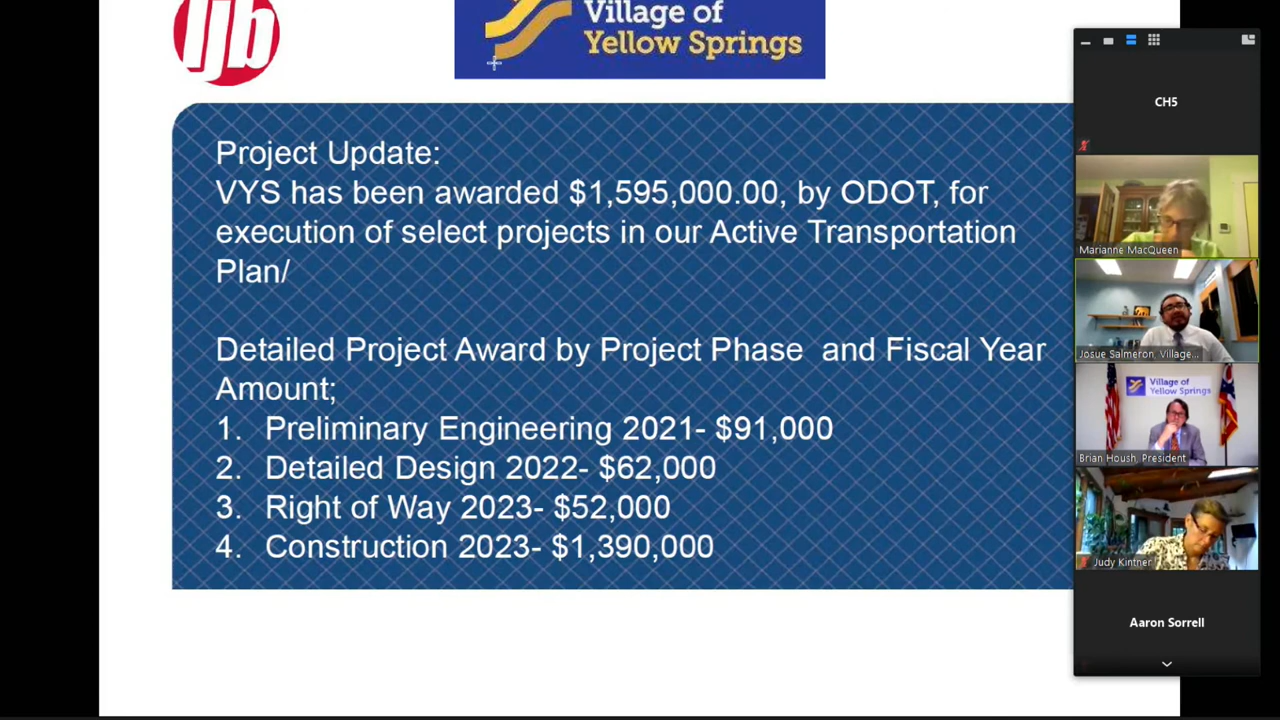 ljb
Village of
Yellow Springs
Project Update:
VYS has been awarded $1,595,000.00, by ODOT, for
execution of select projects in our Active Transportation
Plan/
Detailed Project Award by Project Phase and Fiscal Year
Amount;
1. Preliminary Engineering 2021- $91,000
2. Detailed Design 2022- $62,000
3. Right of Way 2023- $52,000
4. Construction 2023- $1,390,000
CH5
Marianne MacQueen
Josue Salmeron, Village...
Village of
Yellow Springs
Brian Housh, President
Judy Kintner
Aaron Sorrell